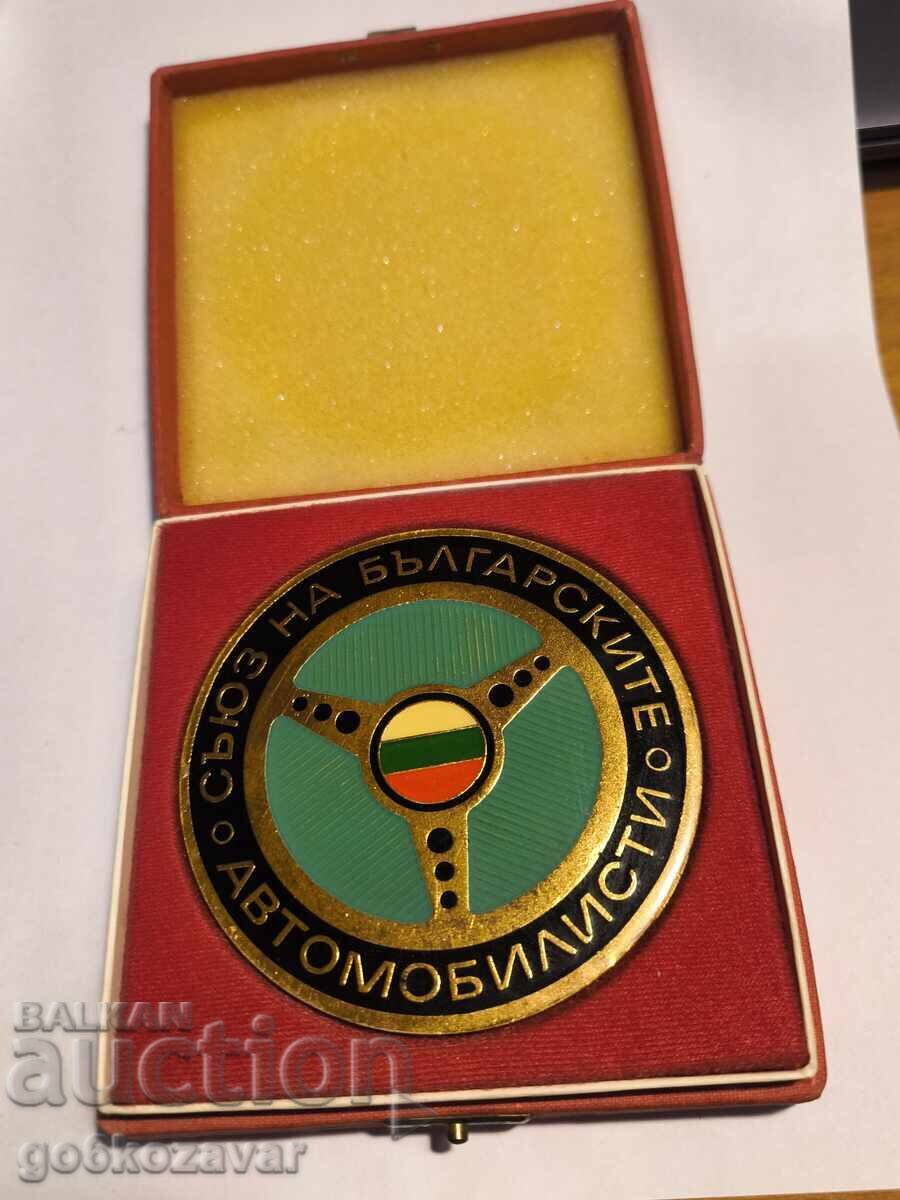 СЪЮЗ НА БЪЛГАРСКИТЕ
АВТОМОБИЛИСТИ
BALKAN
auction
go6kozavar